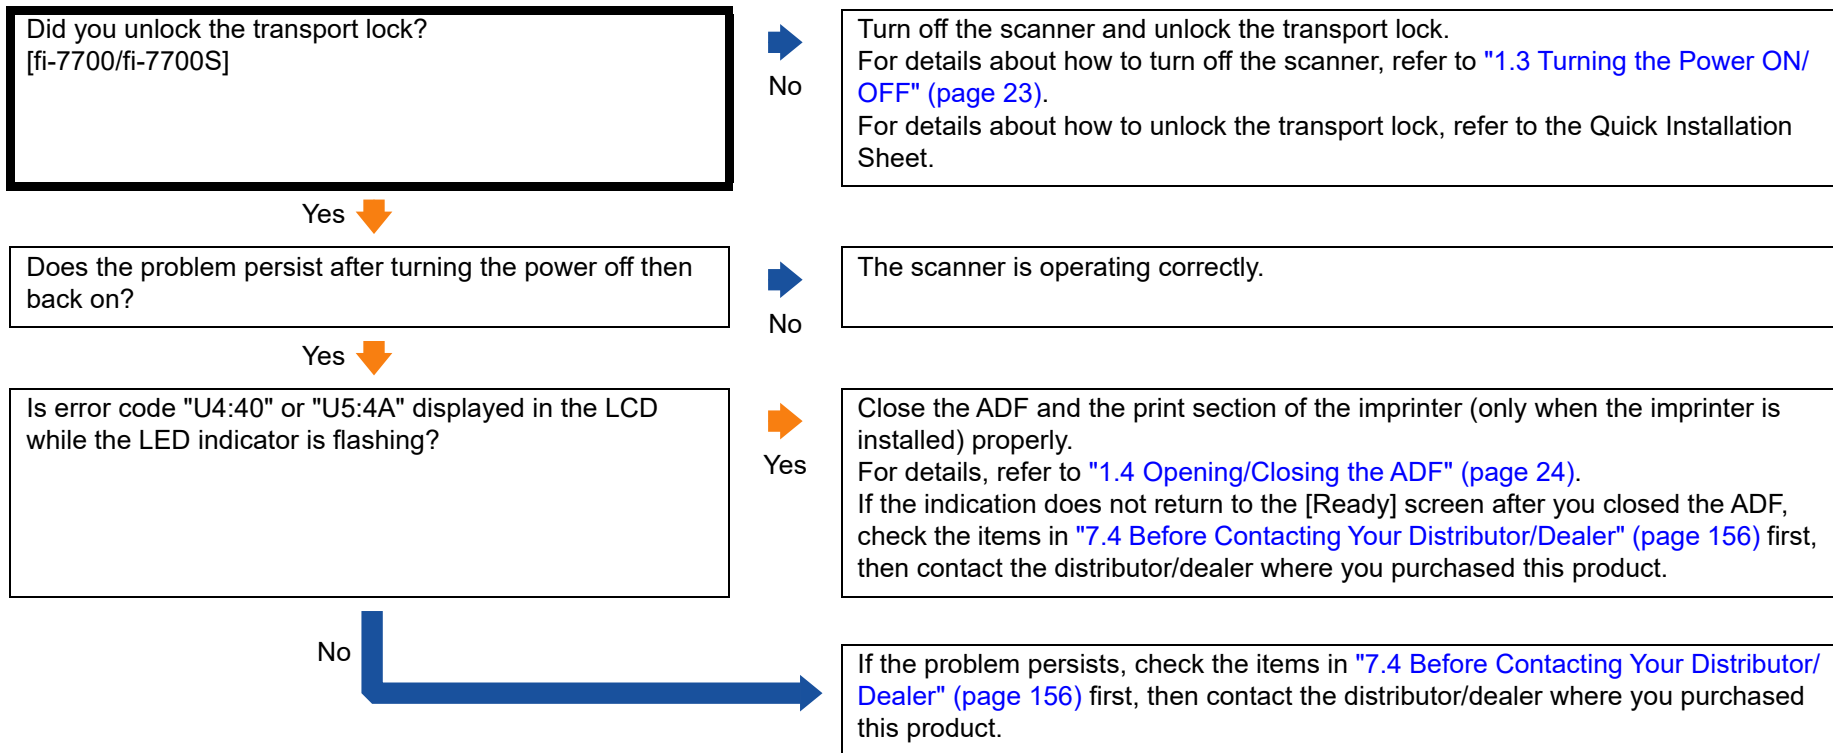 Did you unlock the transport lock?
[fi-7700/fi-7700S]
No
Turn off the scanner and unlock the transport lock.
For details about how to turn off the scanner, refer to "1.3 Turning the Power ON/
OFF" (page 23).
For details about how to unlock the transport lock, refer to the Quick Installation
Sheet.
Yes
Does the problem persist after turning the power off then
back on?
No
The scanner is operating correctly.
Yes
Is error code "U4:40" or "U5:4A" displayed in the LCD
while the LED indicator is flashing?
Yes
Close the ADF and the print section of the imprinter (only when the imprinter is
installed) properly.
For details, refer to "1.4 Opening/Closing the ADF" (page 24).
If the indication does not return to the [Ready] screen after you closed the ADF,
check the items in "7.4 Before Contacting Your Distributor/Dealer" (page 156) first,
then contact the distributor/dealer where you purchased this product.
No
If the problem persists, check the items in "7.4 Before Contacting Your Distributor/
Dealer" (page 156) first, then contact the distributor/dealer where you purchased
this product.